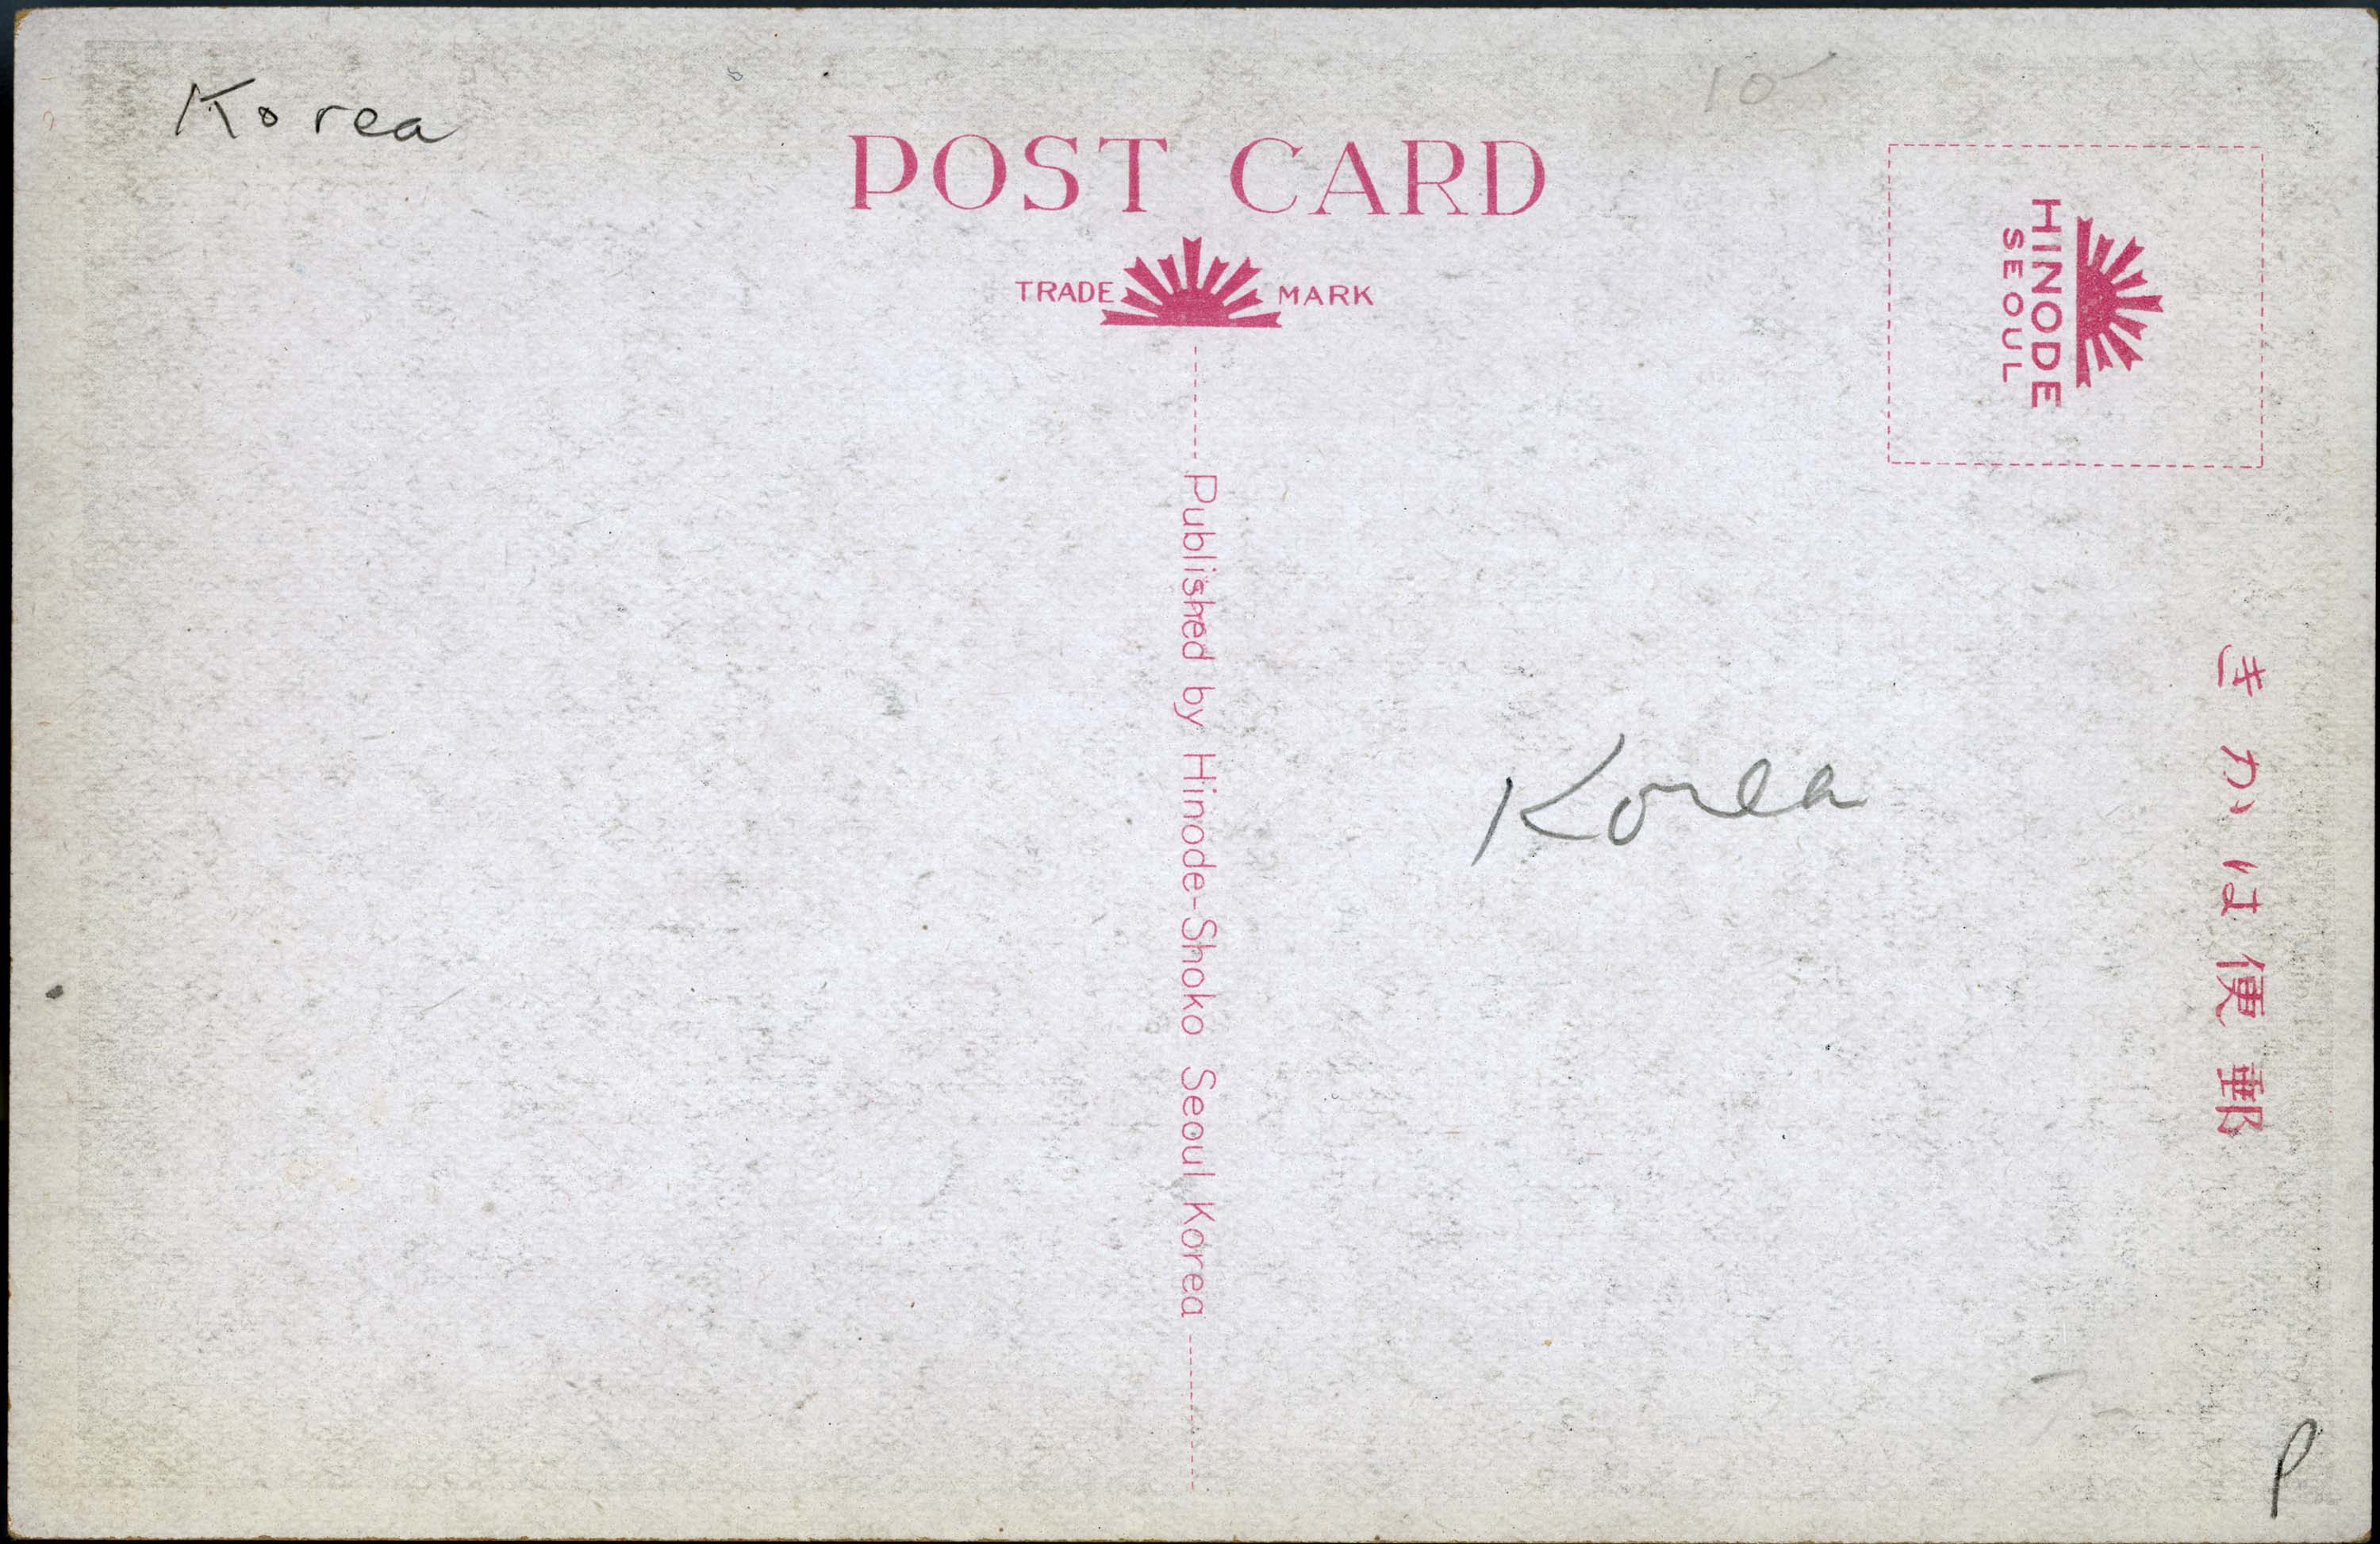 Korea
10
POST CARD
TRADE MARK
HINODE
SEOUL
Published by Hinode-Shoko Seoul Korea
Korea
郵便はかき
P